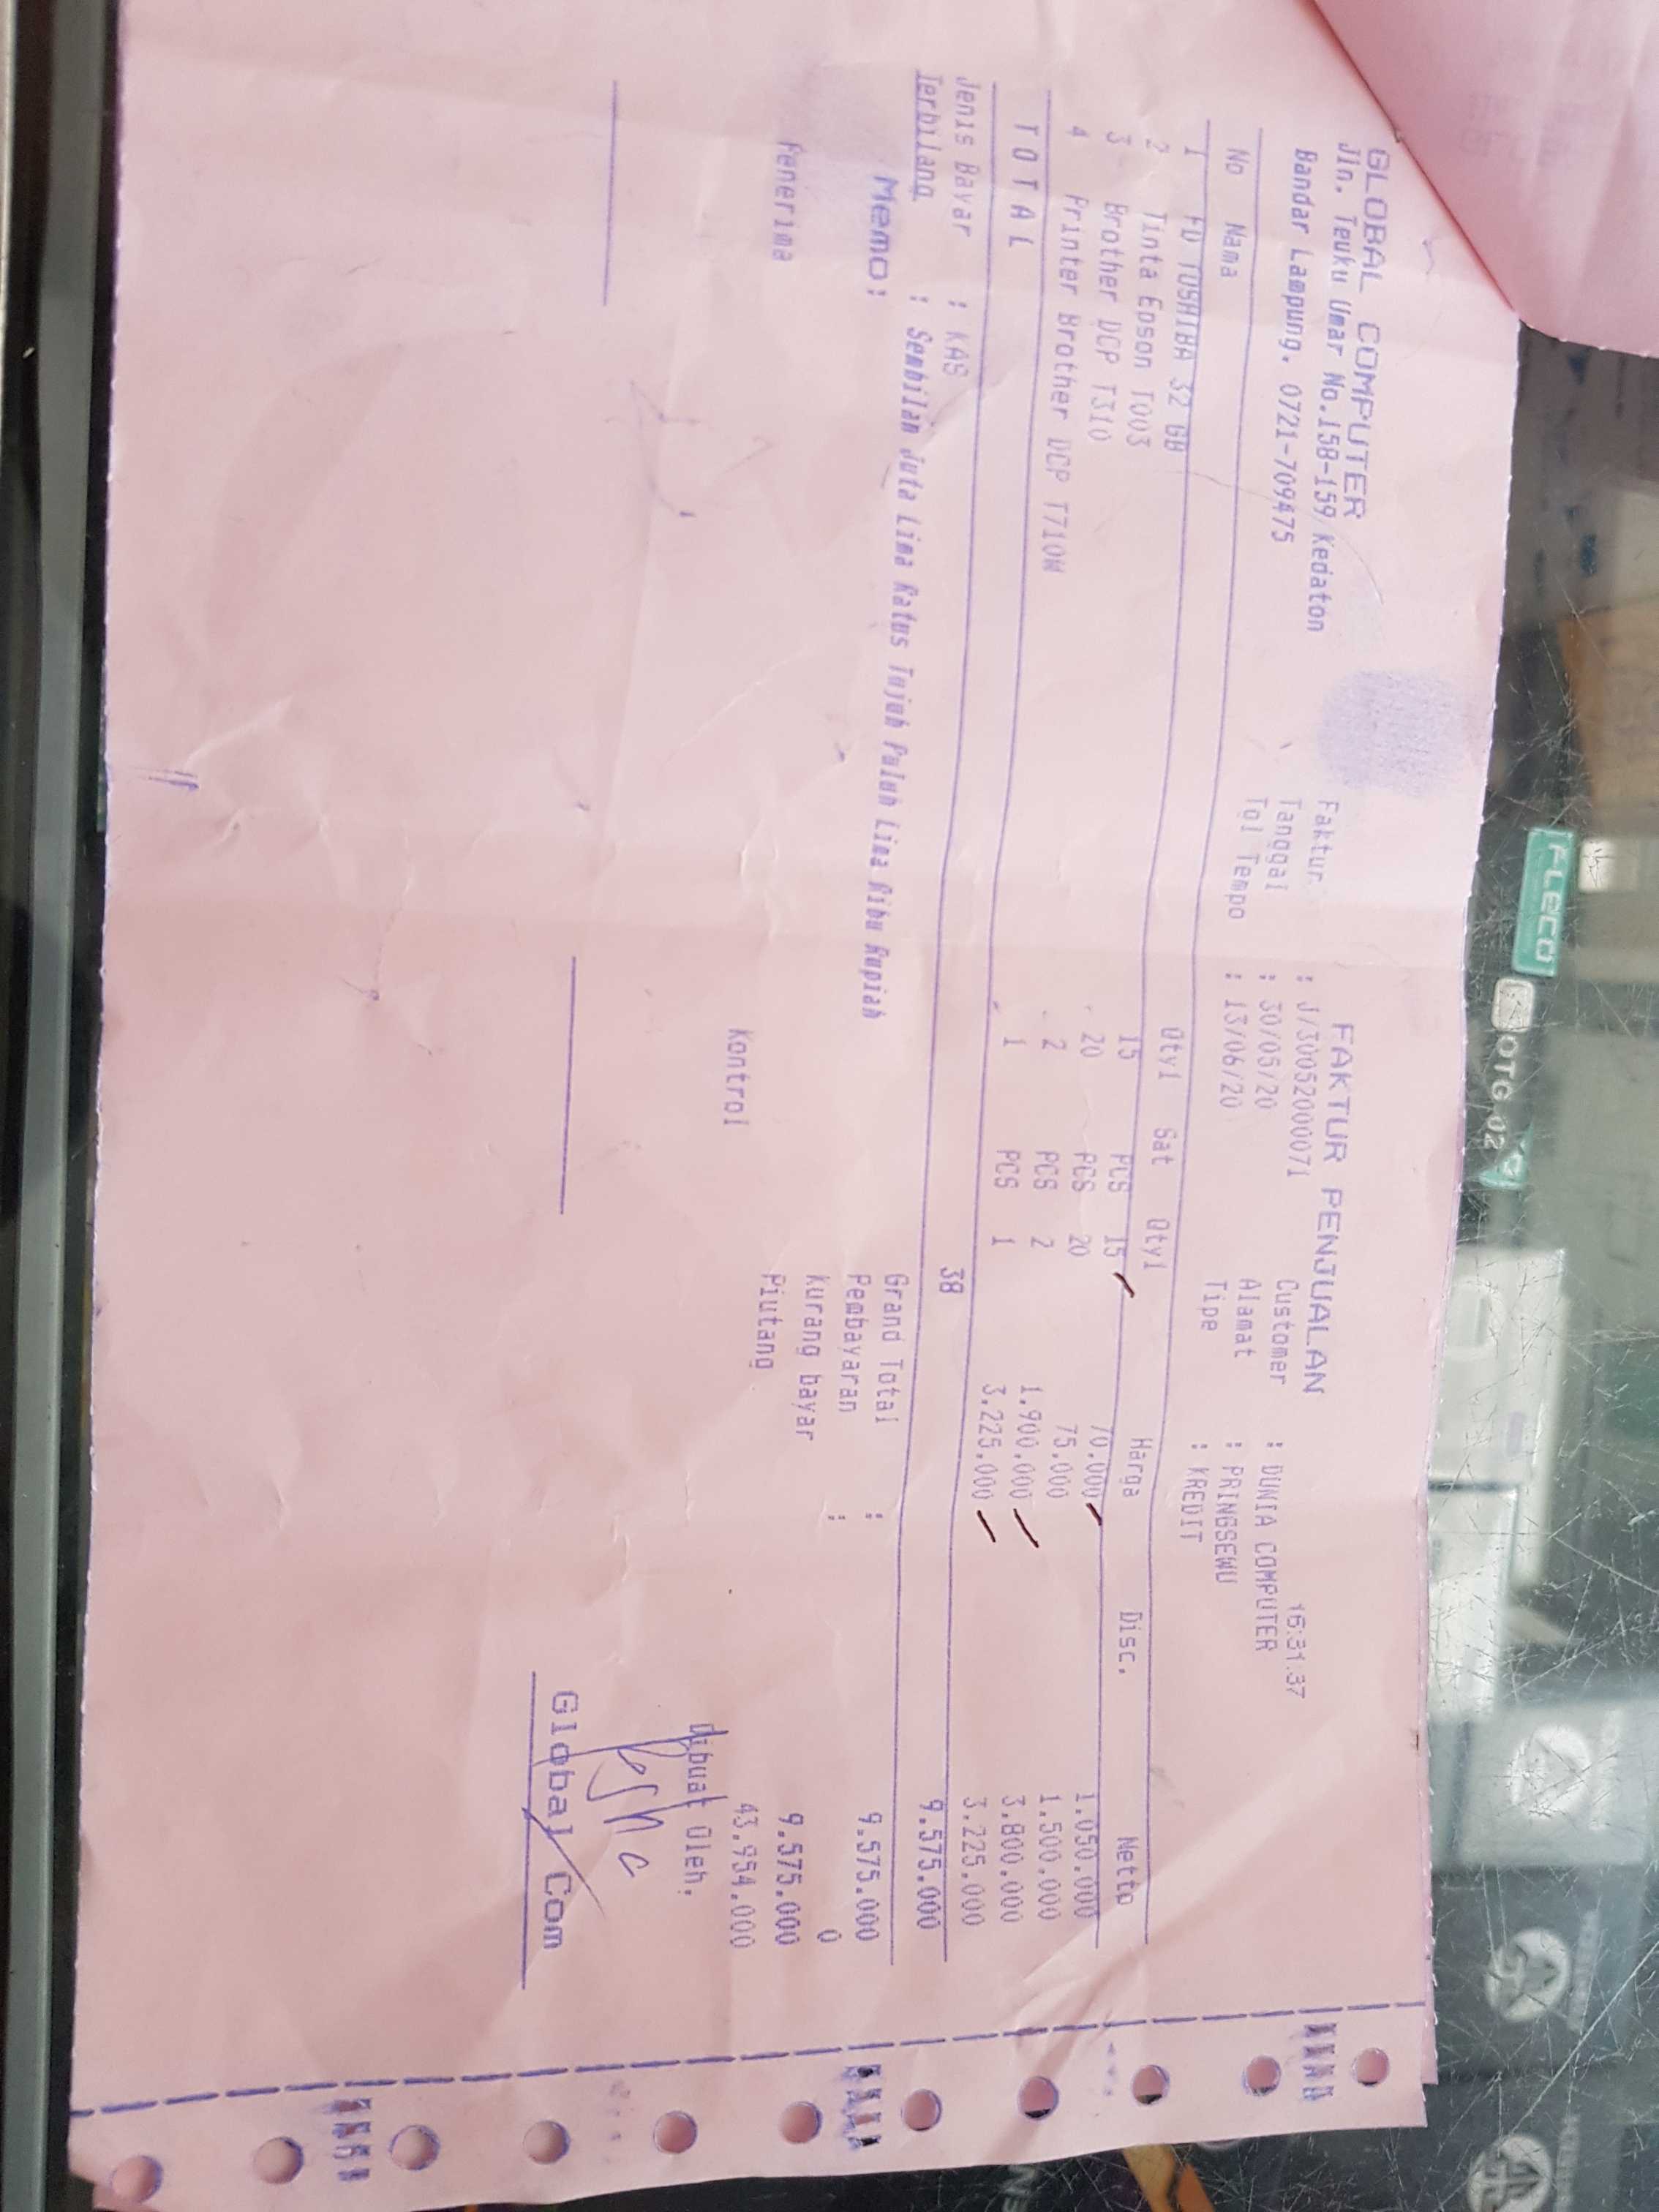 GLOBAL COMPUTER
Jln. Teuku Umar No.158-159 Kedaton
Bandar Lampung, 0721-709475
FAKTUR PENJUALAN
16:31:37
Faktur : J/3005200071
Tanggal : 30/05/20
Tgl Tempo : 13/06/20
Customer : DUNIA COMPUTER
Alamat : PRINGSEWU
Tipe : KREDIT
No Nama Qty1 Sat Qty1 Harga Disc. Netto
1 FD TOSHIBA 32 GB 15 PCS 15 70.000 1.050.000
2 Tinta Epson T003 20 PCS 20 75.000 1.500.000
3 Brother DCP T310 2 PCS 2 1.900.000 3.800.000
4 Printer Brother DCP T710W 1 PCS 1 3.225.000 3.225.000
T O T A L 38 9.575.000
Jenis Bayar : KAS
Terbilang : Sembilan Juta Lima Ratus Tujuh Puluh Lima Ribu Rupiah
Memo:
Grand Total : 9.575.000
Pembayaran : 0
Kurang bayar 9.575.000
Piutang 43.954.000
Penerima
Kontrol
Dibuat Oleh,
Global Com
FLECO
OTG-02